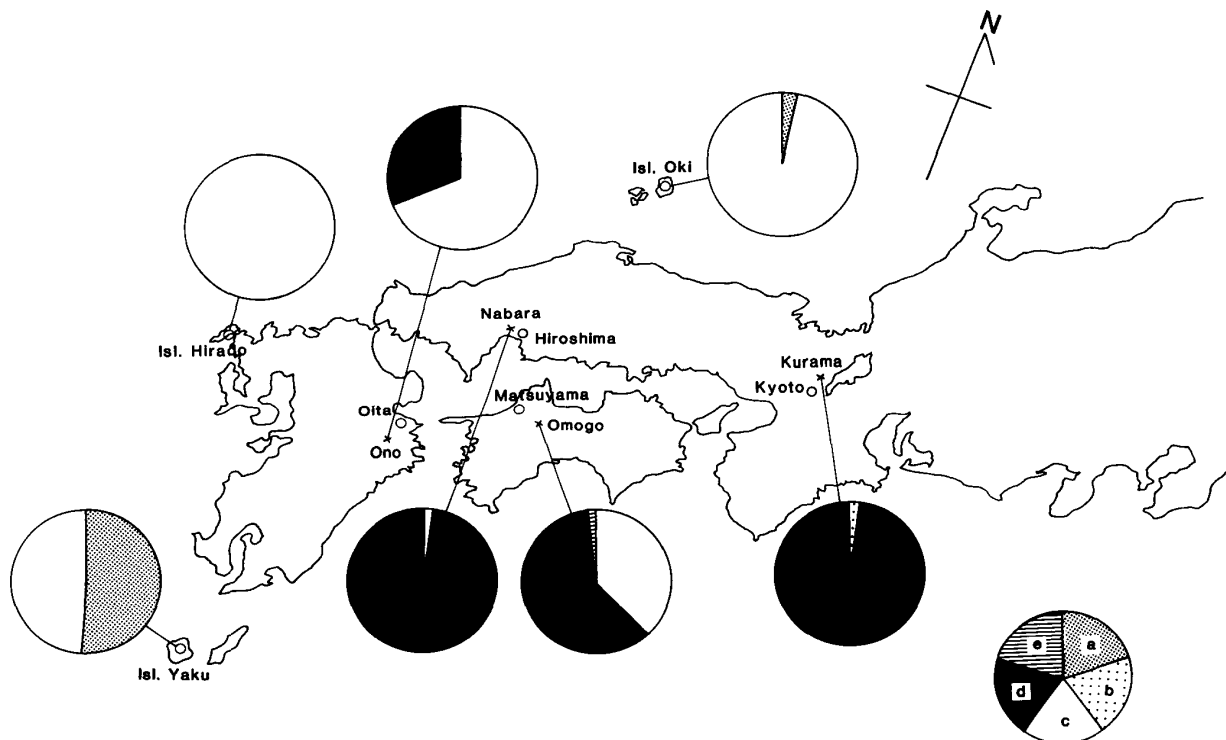 N
Isl. Oki
Nabara
Hiroshima
Isl. Hirado
Kurama
Kyoto
Matsuyama
Oita
Omogo
Ono
Isl. Yaku
e
a
d
b
c